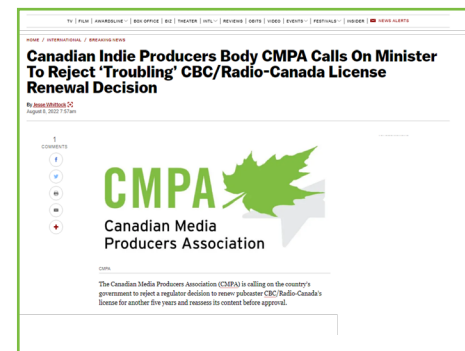 TV | FILM | AWARDSLINE | BOX OFFICE | BIZ | THEATER | INTL | REVIEWS | OBITS | VIDEO | EVENTS | FESTIVALS | INSIDER | NEWS ALERTS
HOME / INTERNATIONAL / BREAKING NEWS
Canadian Indie Producers Body CMPA Calls On Minister
To Reject ‘Troubling’ CBC/Radio-Canada License
Renewal Decision
By Jesse Whittock
August 5, 2022 7:57am
1
COMMENTS
CMPA
Canadian Media
Producers Association
CMPA
The Canadian Media Producers Association (CMPA) is calling on the country's
government to reject a regulator decision to renew pubcaster CBC/Radio-Canada's
license for another five years and reassess its content before approval.